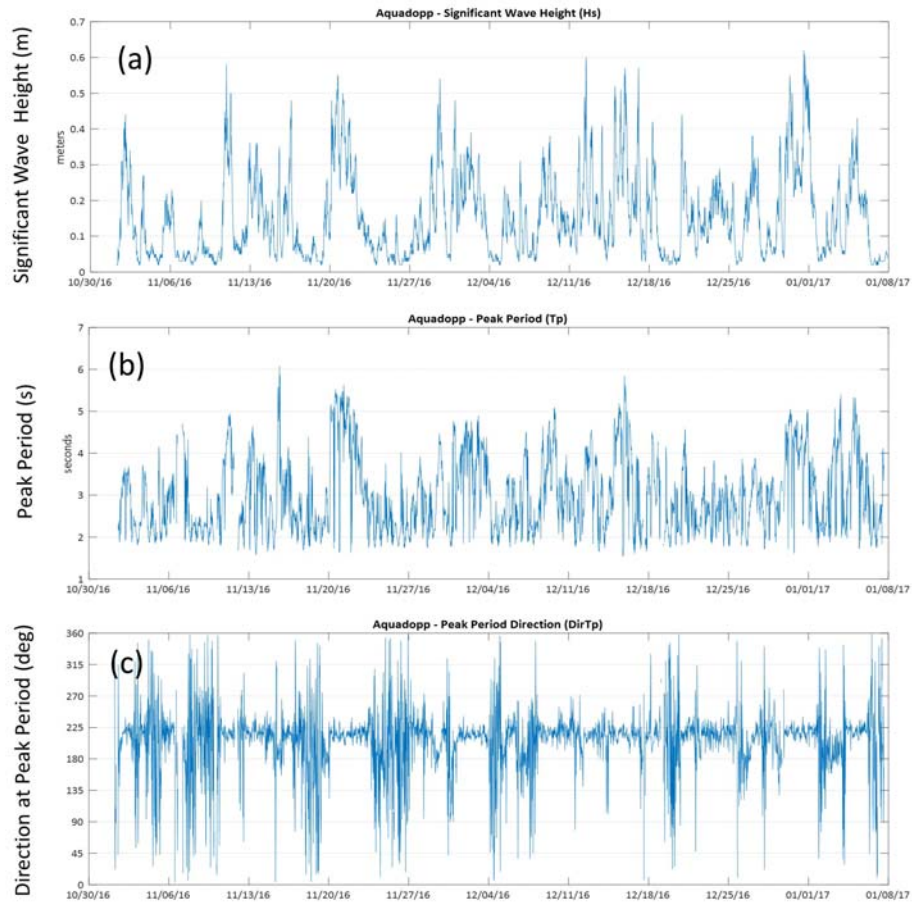 Aquadopp - Significant Wave Height (Hs)
Significant Wave Height (m)
meters
(a)
0.7
0.6
0.5
0.4
0.3
0.2
0.1
0
10/30/16 11/06/16 11/13/16 11/20/16 11/27/16 12/04/16 12/11/16 12/18/16 12/25/16 01/01/17 01/08/17
Aquadopp - Peak Period (Tp)
Peak Period (s)
seconds
(b)
7
6
5
4
3
2
1
10/30/16 11/06/16 11/13/16 11/20/16 11/27/16 12/04/16 12/11/16 12/18/16 12/25/16 01/01/17 01/08/17
Aquadopp - Peak Period Direction (DirTp)
Direction at Peak Period (deg)
(c)
360
315
270
225
180
135
90
45
0
10/30/16 11/06/16 11/13/16 11/20/16 11/27/16 12/04/16 12/11/16 12/18/16 12/25/16 01/01/17 01/08/17